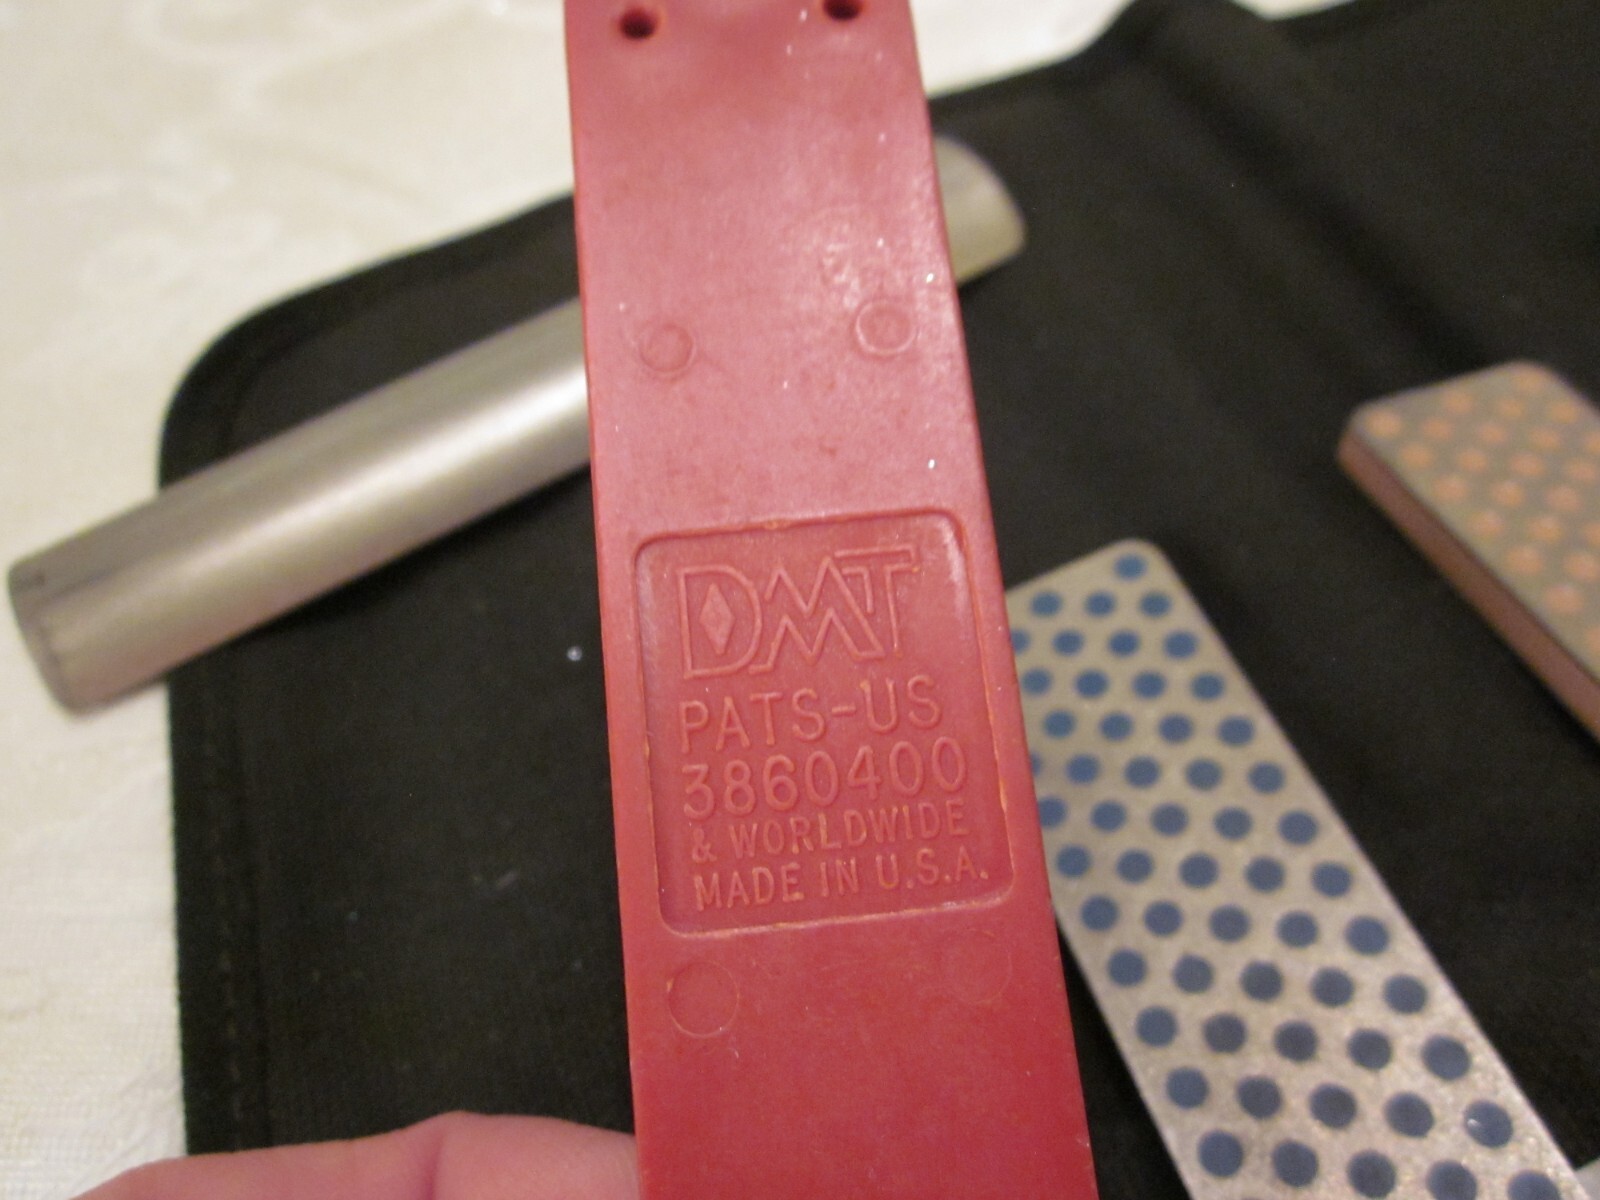 DMT
PATS-US
3860400
& WORLDWIDE
MADE IN U.S.A.